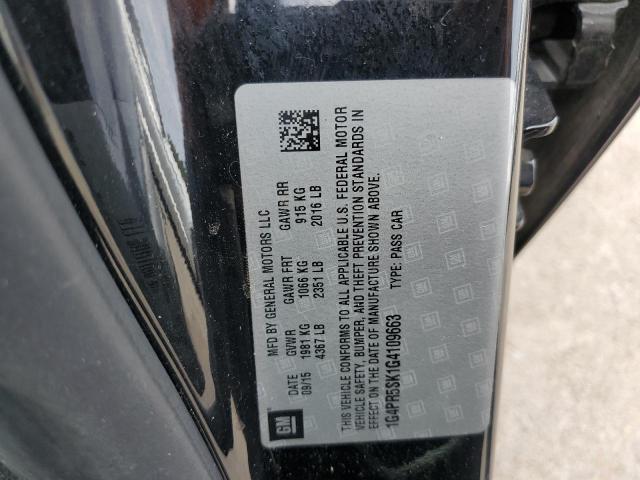 MFD BY GENERAL MOTORS LLC
DATE GVWR GAWR FRT GAWR RR
09/15 1981 KG 1066 KG 915 KG
4367 LB 2351 LB 2016 LB
THIS VEHICLE CONFORMS TO ALL APPLICABLE U.S. FEDERAL MOTOR
VEHICLE SAFETY, BUMPER, AND THEFT PREVENTION STANDARDS IN
EFFECT ON THE DATE OF MANUFACTURE SHOWN ABOVE.
1G4PR5SK1G4109663 TYPE: PASS CAR
GM